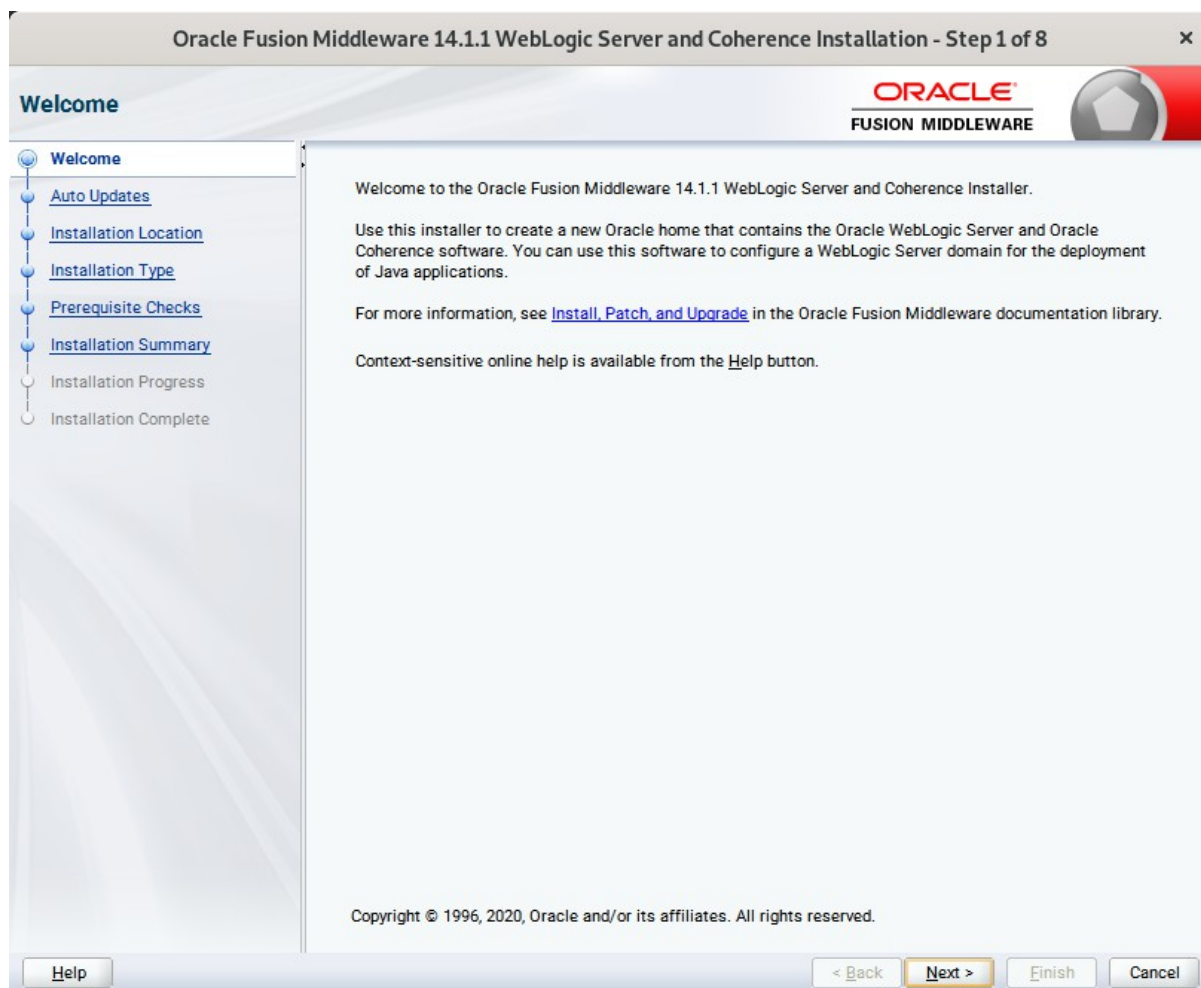 Oracle Fusion Middleware 14.1.1 WebLogic Server and Coherence Installation - Step 1 of 8
Welcome
ORACLE
FUSION MIDDLEWARE
Welcome
Auto Updates
Installation Location
Installation Type
Prerequisite Checks
Installation Summary
Installation Progress
Installation Complete
Welcome to the Oracle Fusion Middleware 14.1.1 WebLogic Server and Coherence Installer.
Use this installer to create a new Oracle home that contains the Oracle WebLogic Server and Oracle
Coherence software. You can use this software to configure a WebLogic Server domain for the deployment
of Java applications.
For more information, see Install, Patch, and Upgrade in the Oracle Fusion Middleware documentation library.
Context-sensitive online help is available from the Help button.
Copyright © 1996, 2020, Oracle and/or its affiliates. All rights reserved.
Help
< Back
Next >
Finish
Cancel